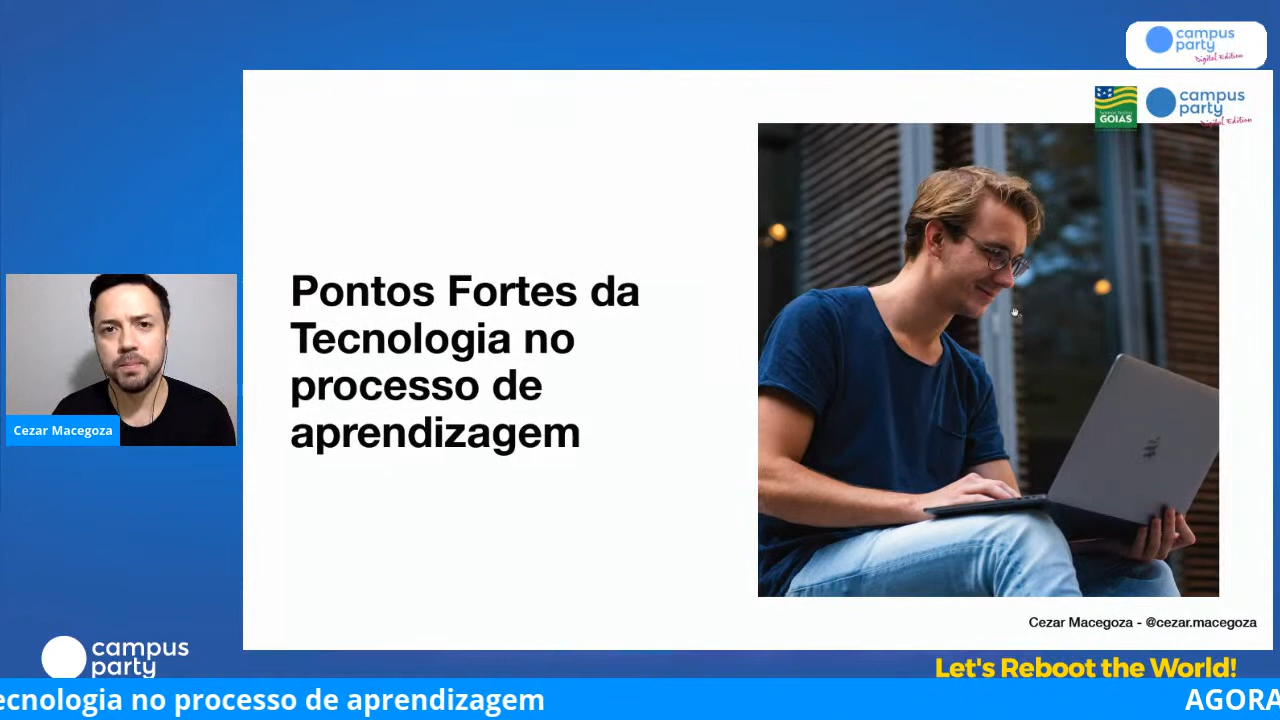 campus
party
Digital Edition
GOIÁS
campus
party
Digital Edition
Pontos Fortes da
Tecnologia no
processo de
aprendizagem
Cezar Macegoza
Cezar Macegoza - @cezar.macegoza
campus
party
Let's Reboot the World!
ecnologia no processo de aprendizagem
AGORA